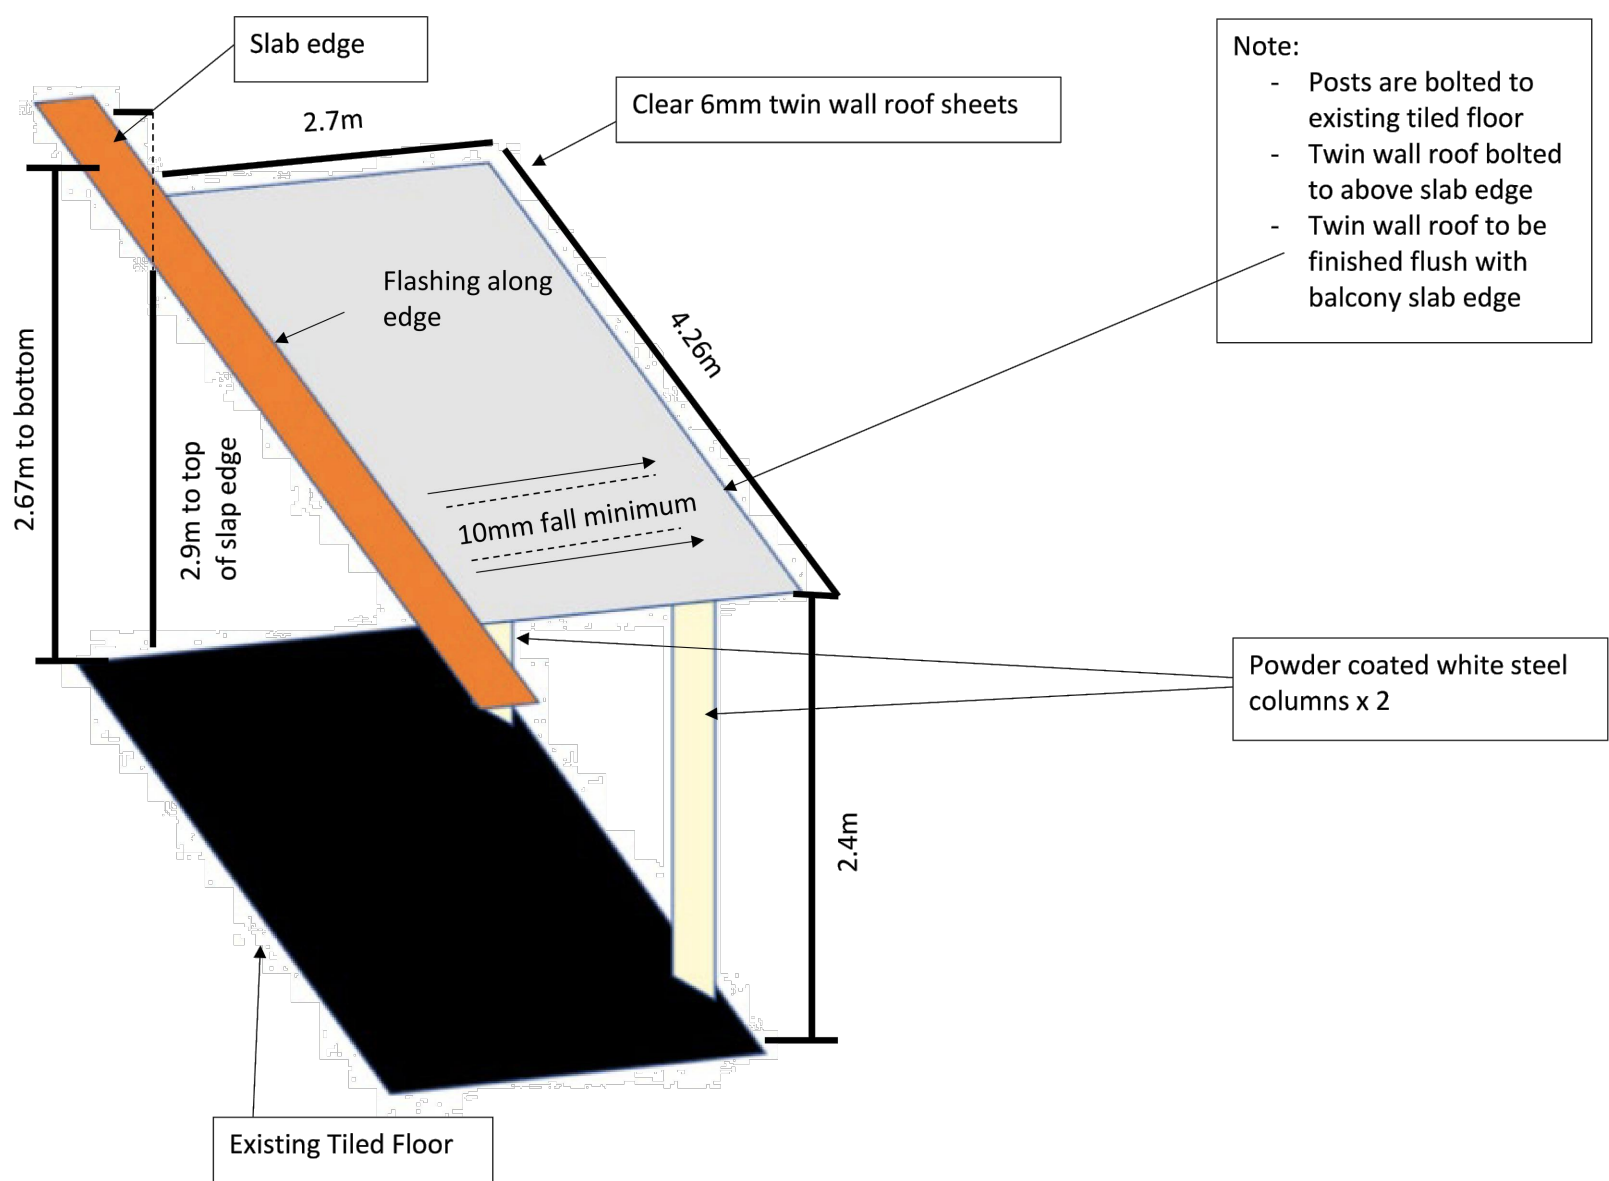 Slab edge
2.7m
Clear 6mm twin wall roof sheets
Note:
- Posts are bolted to
existing tiled floor
- Twin wall roof bolted
to above slab edge
- Twin wall roof to be
finished flush with
balcony slab edge
Flashing along
edge
4.26m
2.67m to bottom
2.9m to top
of slap edge
10mm fall minimum
Powder coated white steel
columns x 2
2.4m
Existing Tiled Floor